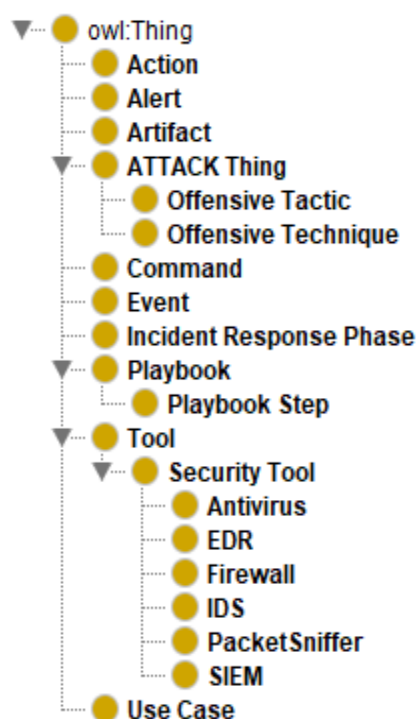 owl:Thing
Action
Alert
Artifact
ATTACK Thing
Offensive Tactic
Offensive Technique
Command
Event
Incident Response Phase
Playbook
Playbook Step
Tool
Security Tool
Antivirus
EDR
Firewall
IDS
PacketSniffer
SIEM
Use Case